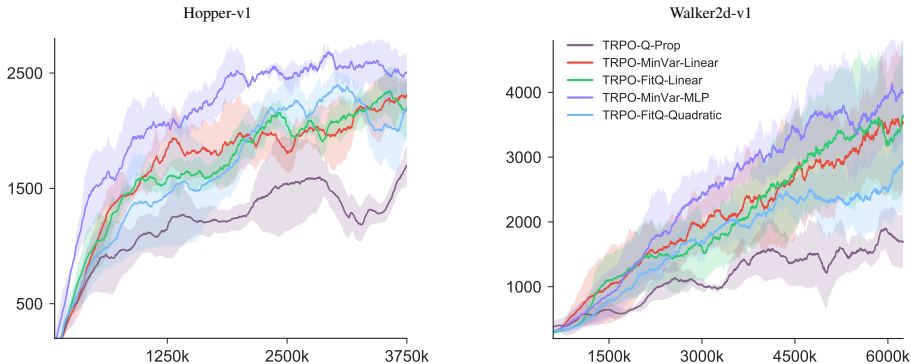 Hopper-v1
2500
1500
500
1250k
2500k
3750k
Walker2d-v1
TRPO-Q-Prop
TRPO-MinVar-Linear
TRPO-FitQ-Linear
TRPO-MinVar-MLP
TRPO-FitQ-Quadratic
4000
3000
2000
1000
1500k
3000k
4500k
6000k